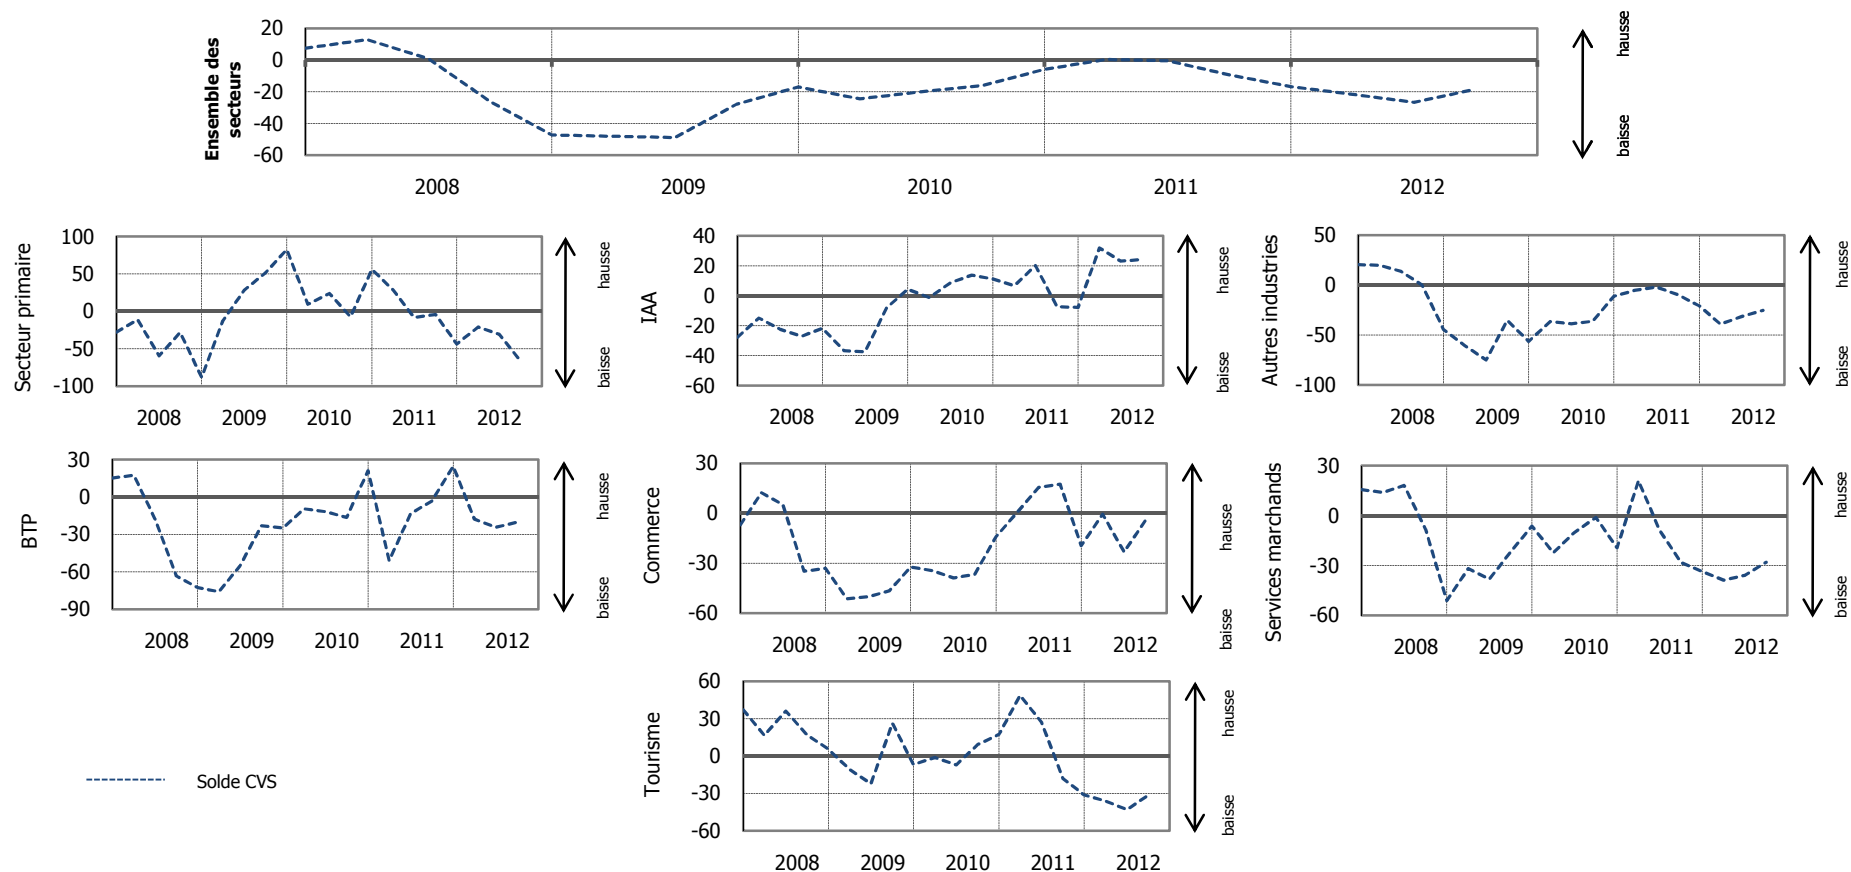 Ensemble des
secteurs
20
0
-20
-40
-60
2008 2009 2010 2011 2012
hausse
baisse
Secteur primaire
100
50
0
-50
-100
2008 2009 2010 2011 2012
hausse
baisse
IAA
40
20
0
-20
-40
-60
2008 2009 2010 2011 2012
hausse
baisse
Autres industries
50
0
-50
-100
2008 2009 2010 2011 2012
hausse
baisse
BTP
30
0
-30
-60
-90
2008 2009 2010 2011 2012
hausse
baisse
Commerce
30
0
-30
-60
2008 2009 2010 2011 2012
hausse
baisse
Services marchands
30
0
-30
-60
2008 2009 2010 2011 2012
hausse
baisse
Tourisme
60
30
0
-30
-60
2008 2009 2010 2011 2012
hausse
baisse
Solde CVS